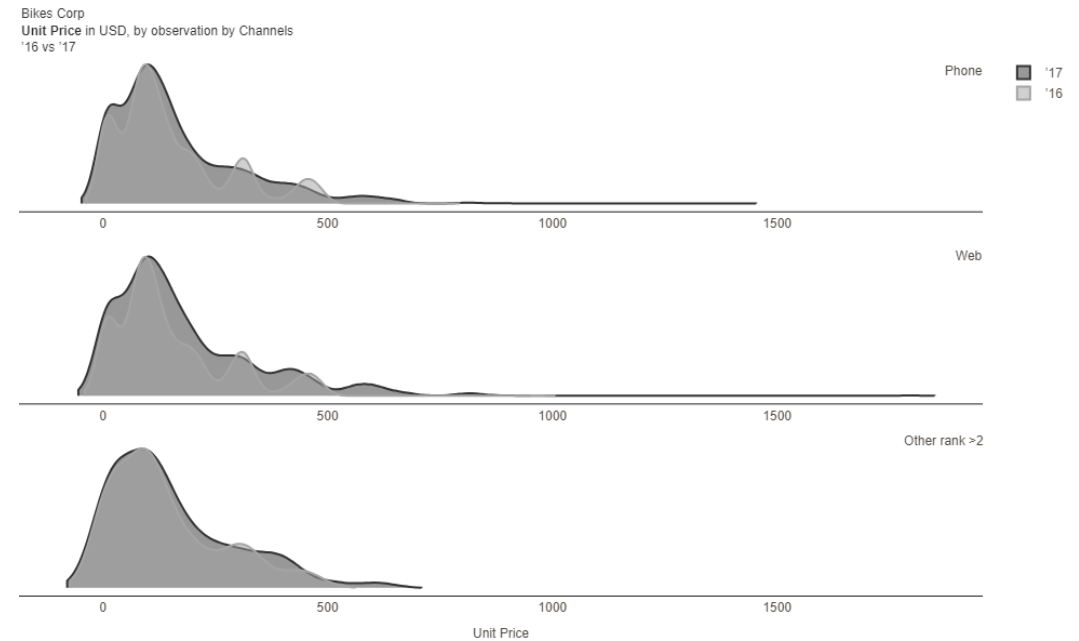 Bikes Corp
Unit Price in USD, by observation by Channels
'16 vs '17
Phone
'17
'16
0 500 1000 1500
Web
0 500 1000 1500
Other rank >2
0 500 1000 1500
Unit Price